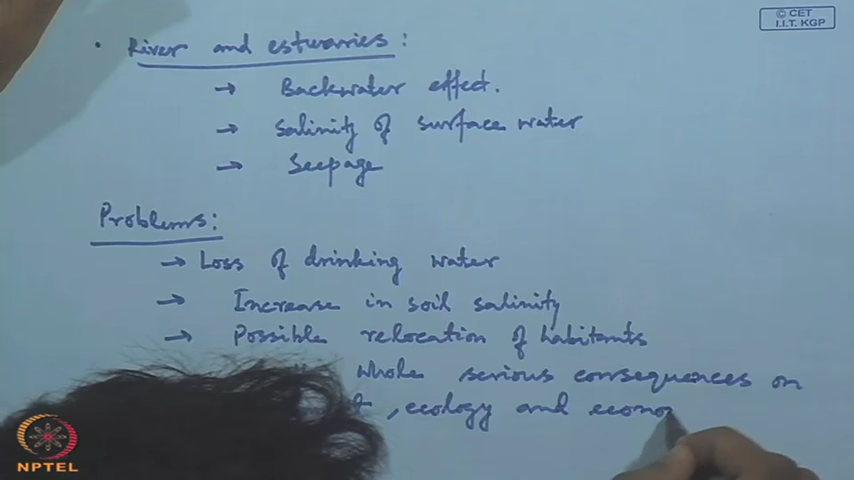 © CET
I.I.T. KGP
• River and estuaries :
→ Backwater effect.
→ Salinity of surface water
→ Seepage
Problems:
→ Loss of drinking water
→ Increase in soil salinity
→ Possible relocation of habitants
whole serious consequences on
, ecology and econo
NPTEL